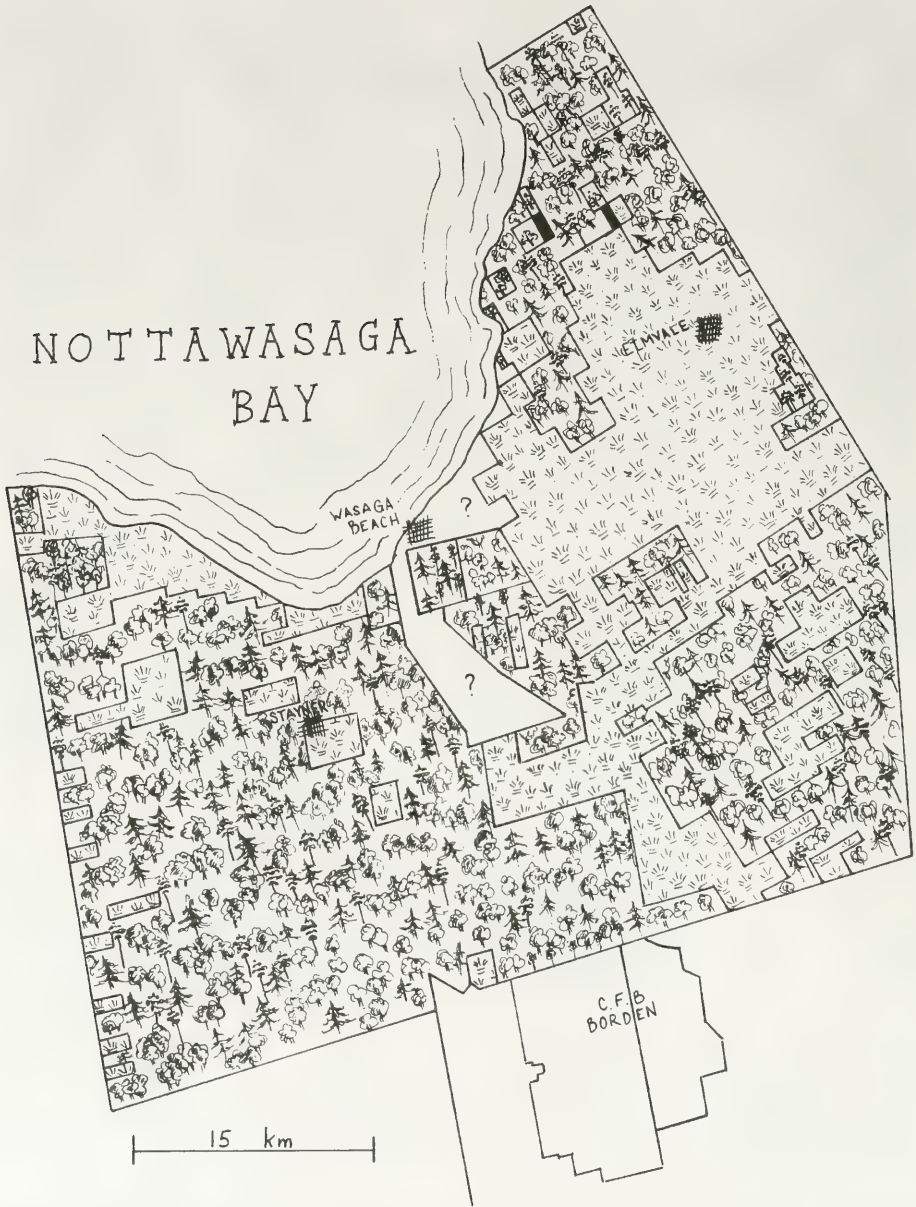 NOTTAWASAGA
BAY
ELMVALE
WASAGA
BEACH
?
?
STAYNER
C.F.B
BORDEN
15 km